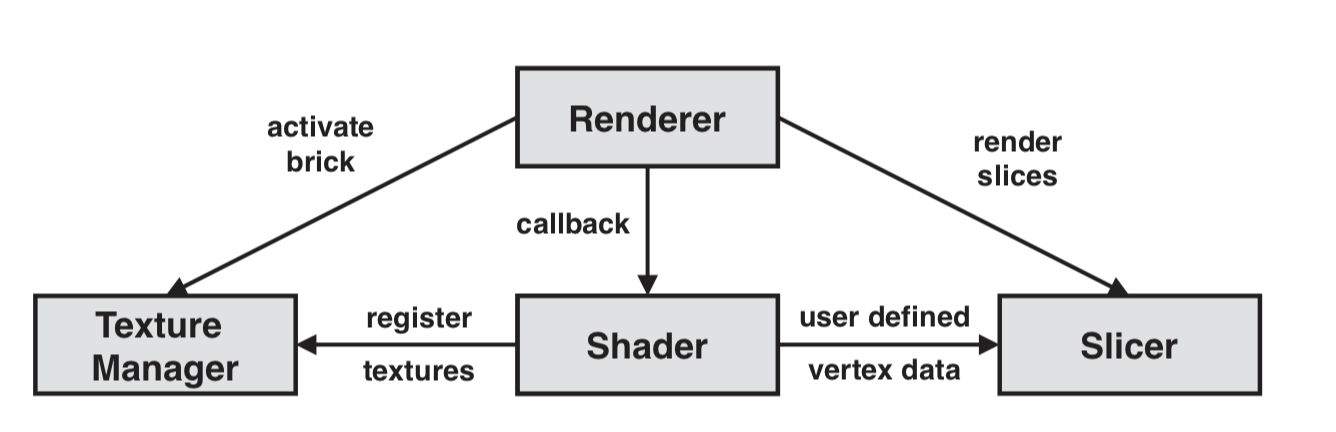 Renderer
activate
brick
render
slices
callback
Texture
Manager
register
textures
Shader
user defined
vertex data
Slicer